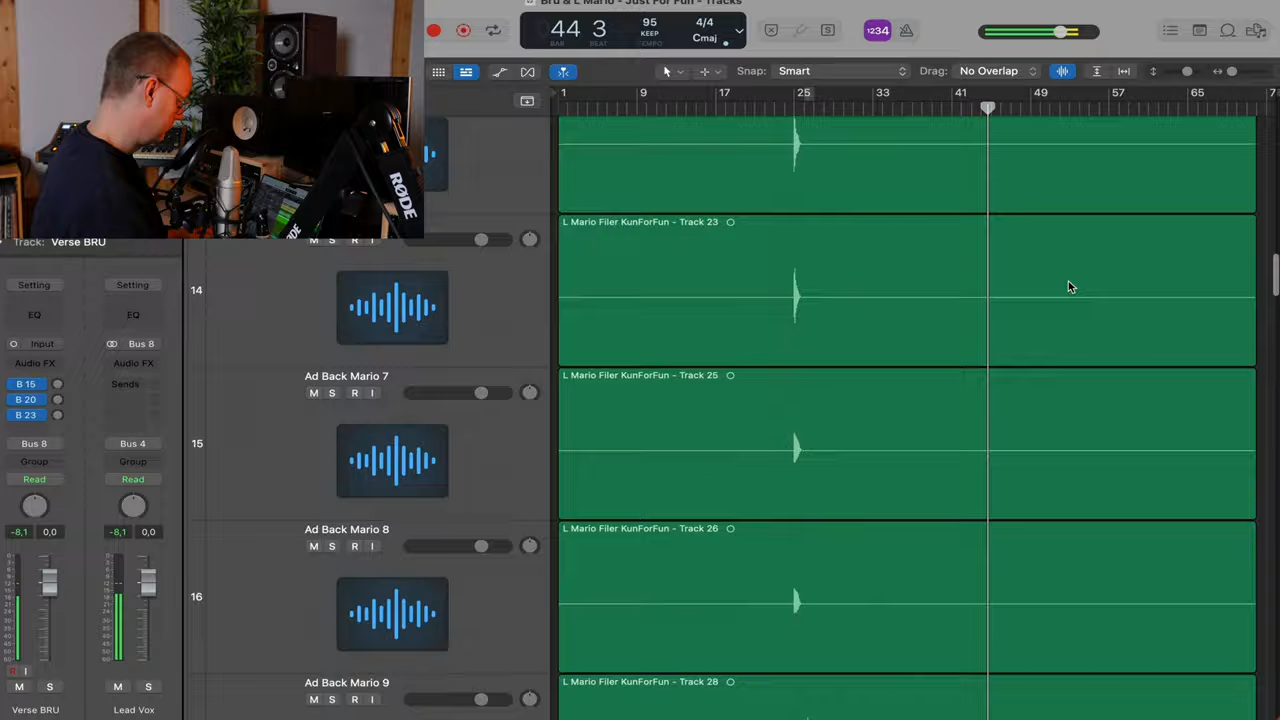 Bru & L Mario - Just For Fun - Tracks
44 3
BAR BEAT
95
KEEP
TEMPO
4/4
Cmaj
1234
Snap: Smart
Drag: No Overlap
1 9 17 25 33 41 49 57 65 7
RØDE
Track: Verse BRU
M S R I
L Mario Filer KunForFun - Track 23
14
Setting Setting
EQ EQ
Input Bus 8
Audio FX Audio FX
B 15 Sends
B 20
B 23
Ad Back Mario 7
M S R I
L Mario Filer KunForFun - Track 25
15
Bus 8 Bus 4
Group Group
Read Read
-8,1 0,0 -8,1 0,0
Ad Back Mario 8
M S R I
L Mario Filer KunForFun - Track 26
16
R I
M S M S
Verse BRU Lead Vox
Ad Back Mario 9
M S R I
L Mario Filer KunForFun - Track 28